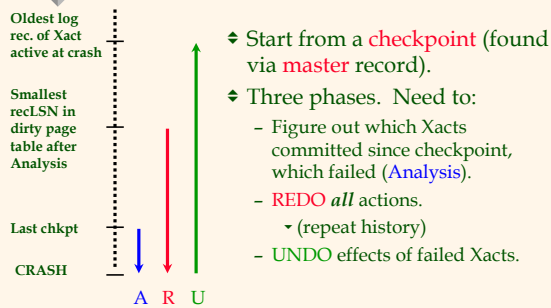 Oldest log
rec. of Xact
active at crash
Smallest
recLSN in
dirty page
table after
Analysis
Last chkpt
CRASH
A R U
Start from a checkpoint (found
via master record).
Three phases. Need to:
– Figure out which Xacts
committed since checkpoint,
which failed (Analysis).
– REDO all actions.
(repeat history)
– UNDO effects of failed Xacts.